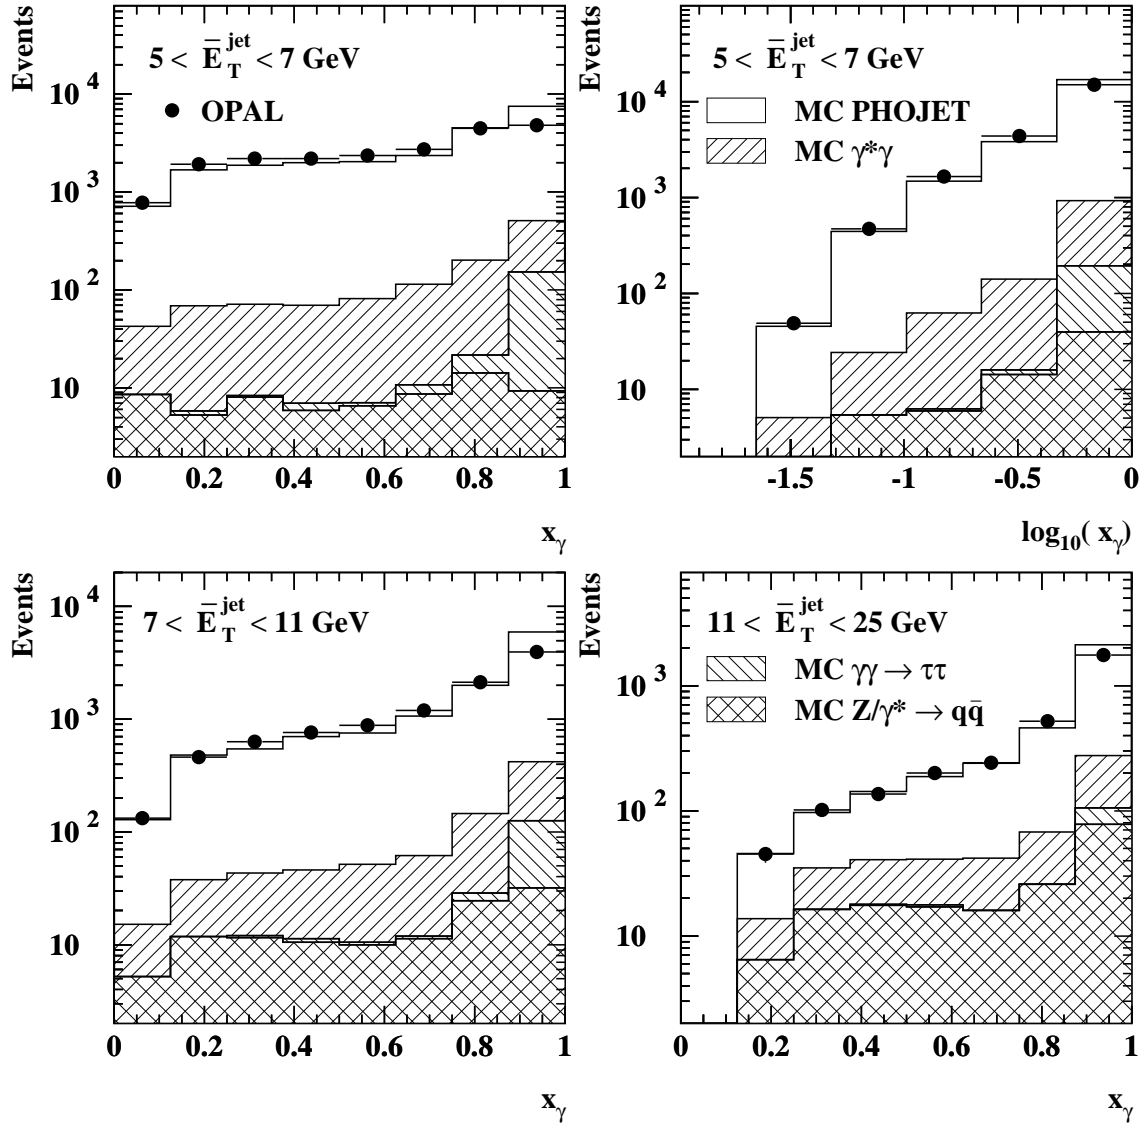 Events
5 < E̅_T^jet < 7 GeV
● OPAL
10^4
10^3
10^2
10
0 0.2 0.4 0.6 0.8 1
x_γ
Events
5 < E̅_T^jet < 7 GeV
MC PHOJET
MC γ*γ
10^4
10^3
10^2
10
-1.5 -1 -0.5 0
log_10( x_γ)
Events
7 < E̅_T^jet < 11 GeV
10^4
10^3
10^2
10
0 0.2 0.4 0.6 0.8 1
x_γ
Events
11 < E̅_T^jet < 25 GeV
MC γγ → ττ
MC Z/γ* → qq̄
10^3
10^2
10
0 0.2 0.4 0.6 0.8 1
x_γ